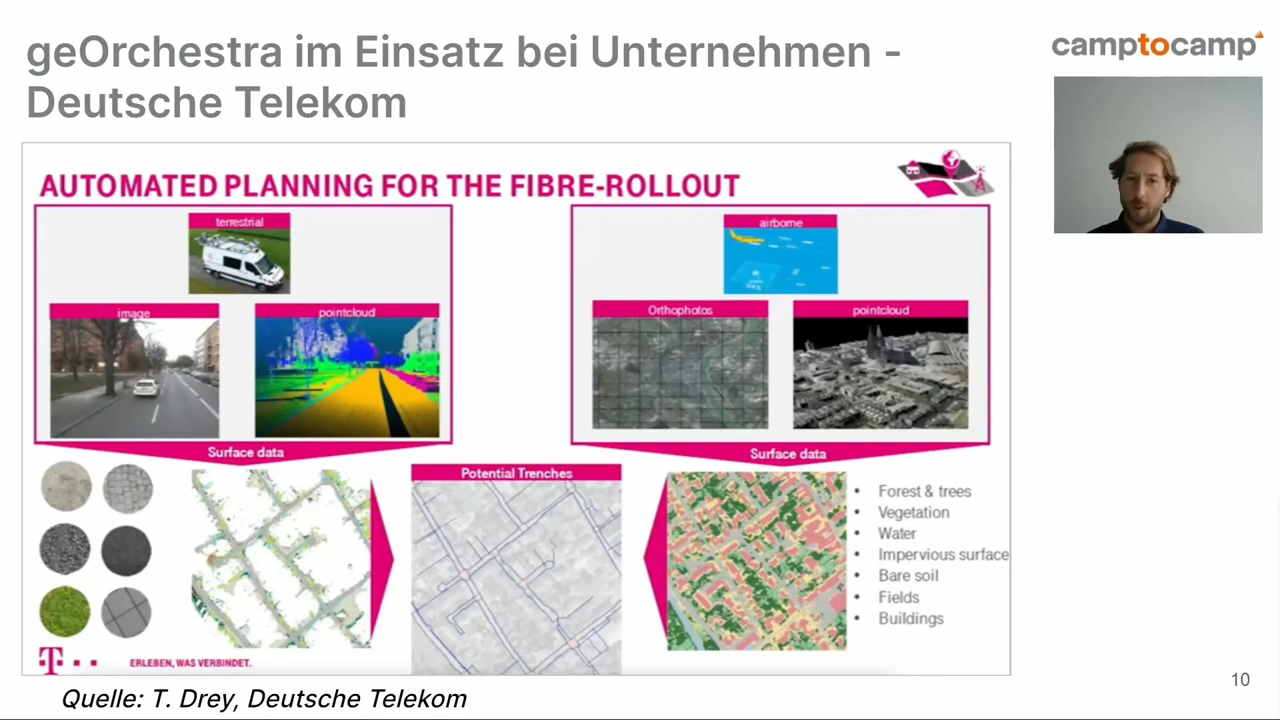 geOrchestra im Einsatz bei Unternehmen -
Deutsche Telekom
camptocamp
AUTOMATED PLANNING FOR THE FIBRE-ROLLOUT
terrestrial
image
pointcloud
Surface data
airborne
Orthophotos
pointcloud
Surface data
Potential Trenches
• Forest & trees
• Vegetation
• Water
• Impervious surface
• Bare soil
• Fields
• Buildings
T
ERLEBEN, WAS VERBINDET.
Quelle: T. Drey, Deutsche Telekom
10